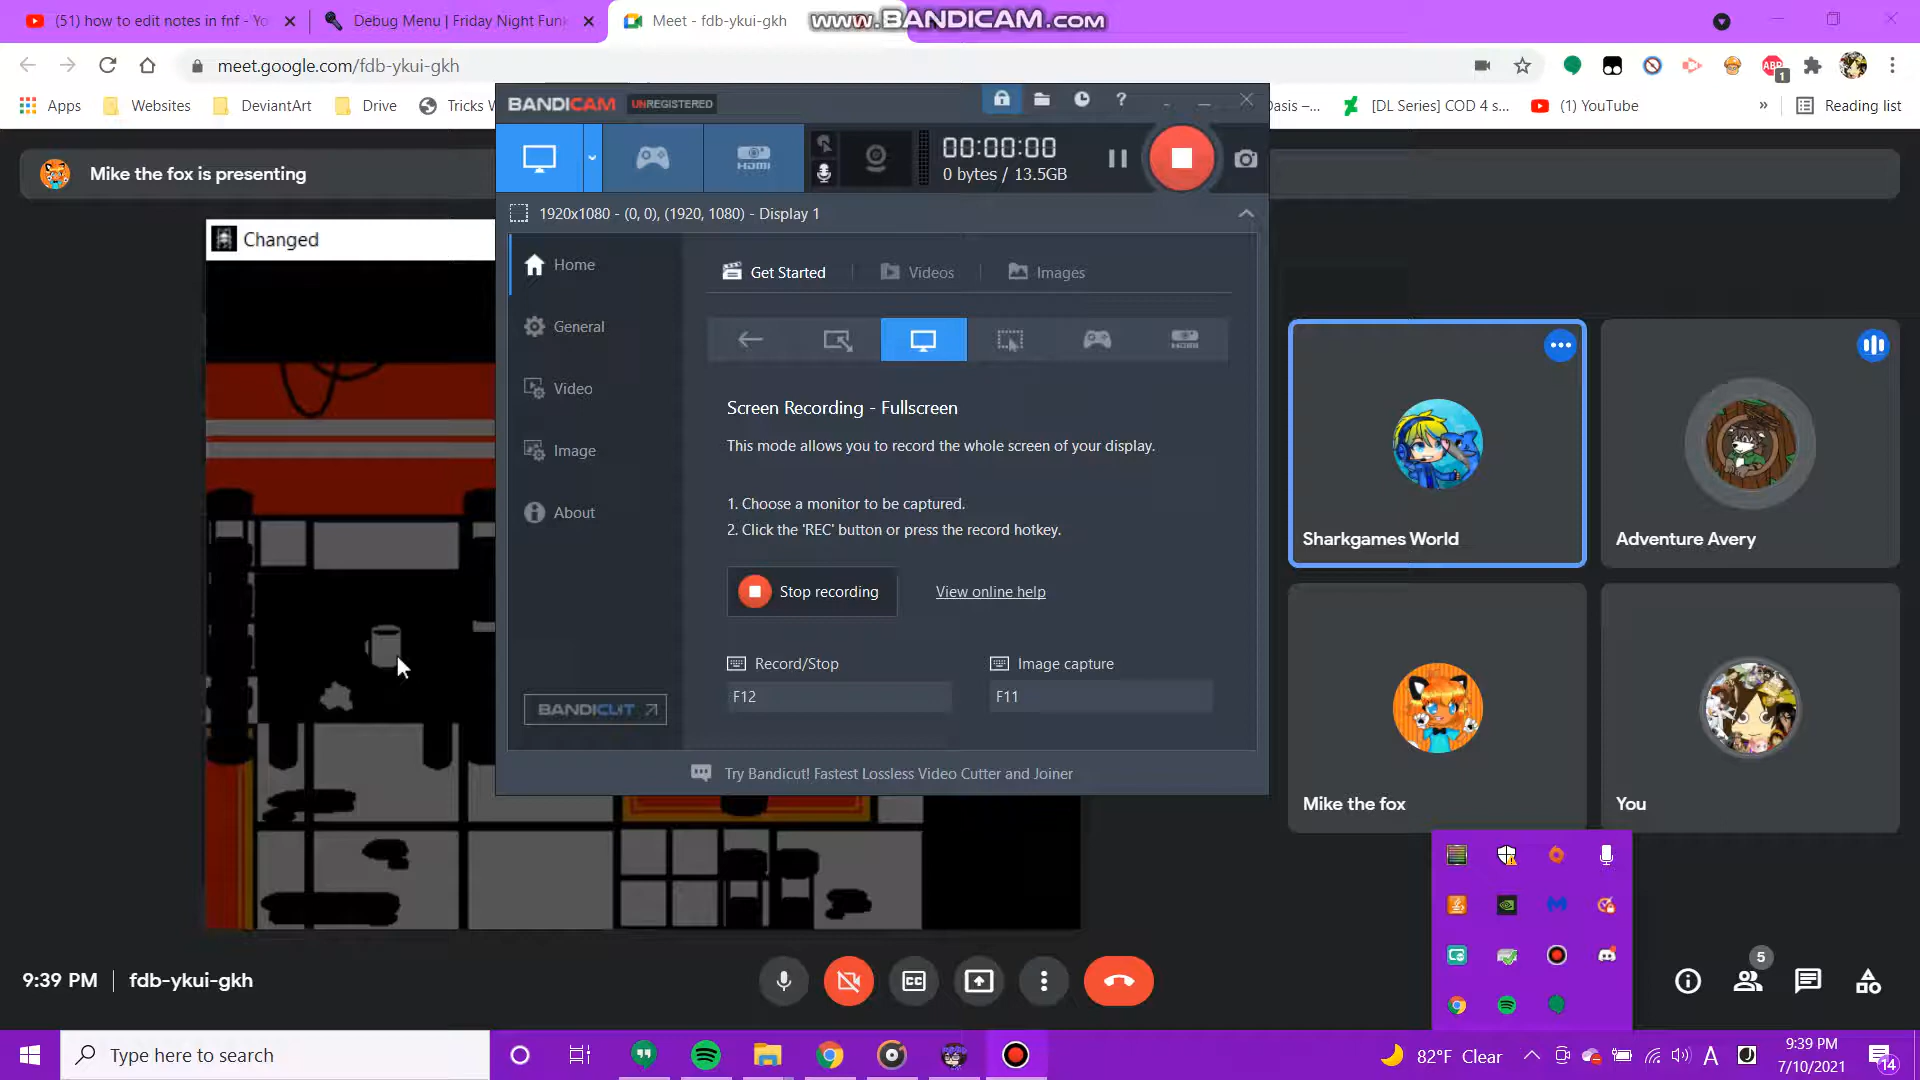 (51) how to edit notes in fnf - Yo
Debug Menu | Friday Night Funk
Meet - fdb-ykui-gkh
www.BANDICAM.com
meet.google.com/fdb-ykui-gkh
ABP
1
Apps
Websites
DeviantArt
Drive
Tricks W
Oasis –...
[DL Series] COD 4 s...
(1) YouTube
»
Reading list
BANDICAM
UNREGISTERED
?
HDMI
00:00:00
0 bytes / 13.5GB
Mike the fox is presenting
1920x1080 - (0, 0), (1920, 1080) - Display 1
Changed
Home
General
Video
Image
About
BANDICUT
Get Started
Videos
Images
Screen Recording - Fullscreen
This mode allows you to record the whole screen of your display.
1. Choose a monitor to be captured.
2. Click the 'REC' button or press the record hotkey.
Stop recording
View online help
Record/Stop
Image capture
F12
F11
Try Bandicut! Fastest Lossless Video Cutter and Joiner
Sharkgames World
Adventure Avery
Mike the fox
You
9:39 PM
fdb-ykui-gkh
CC
5
Type here to search
82°F Clear
A
9:39 PM
7/10/2021
14